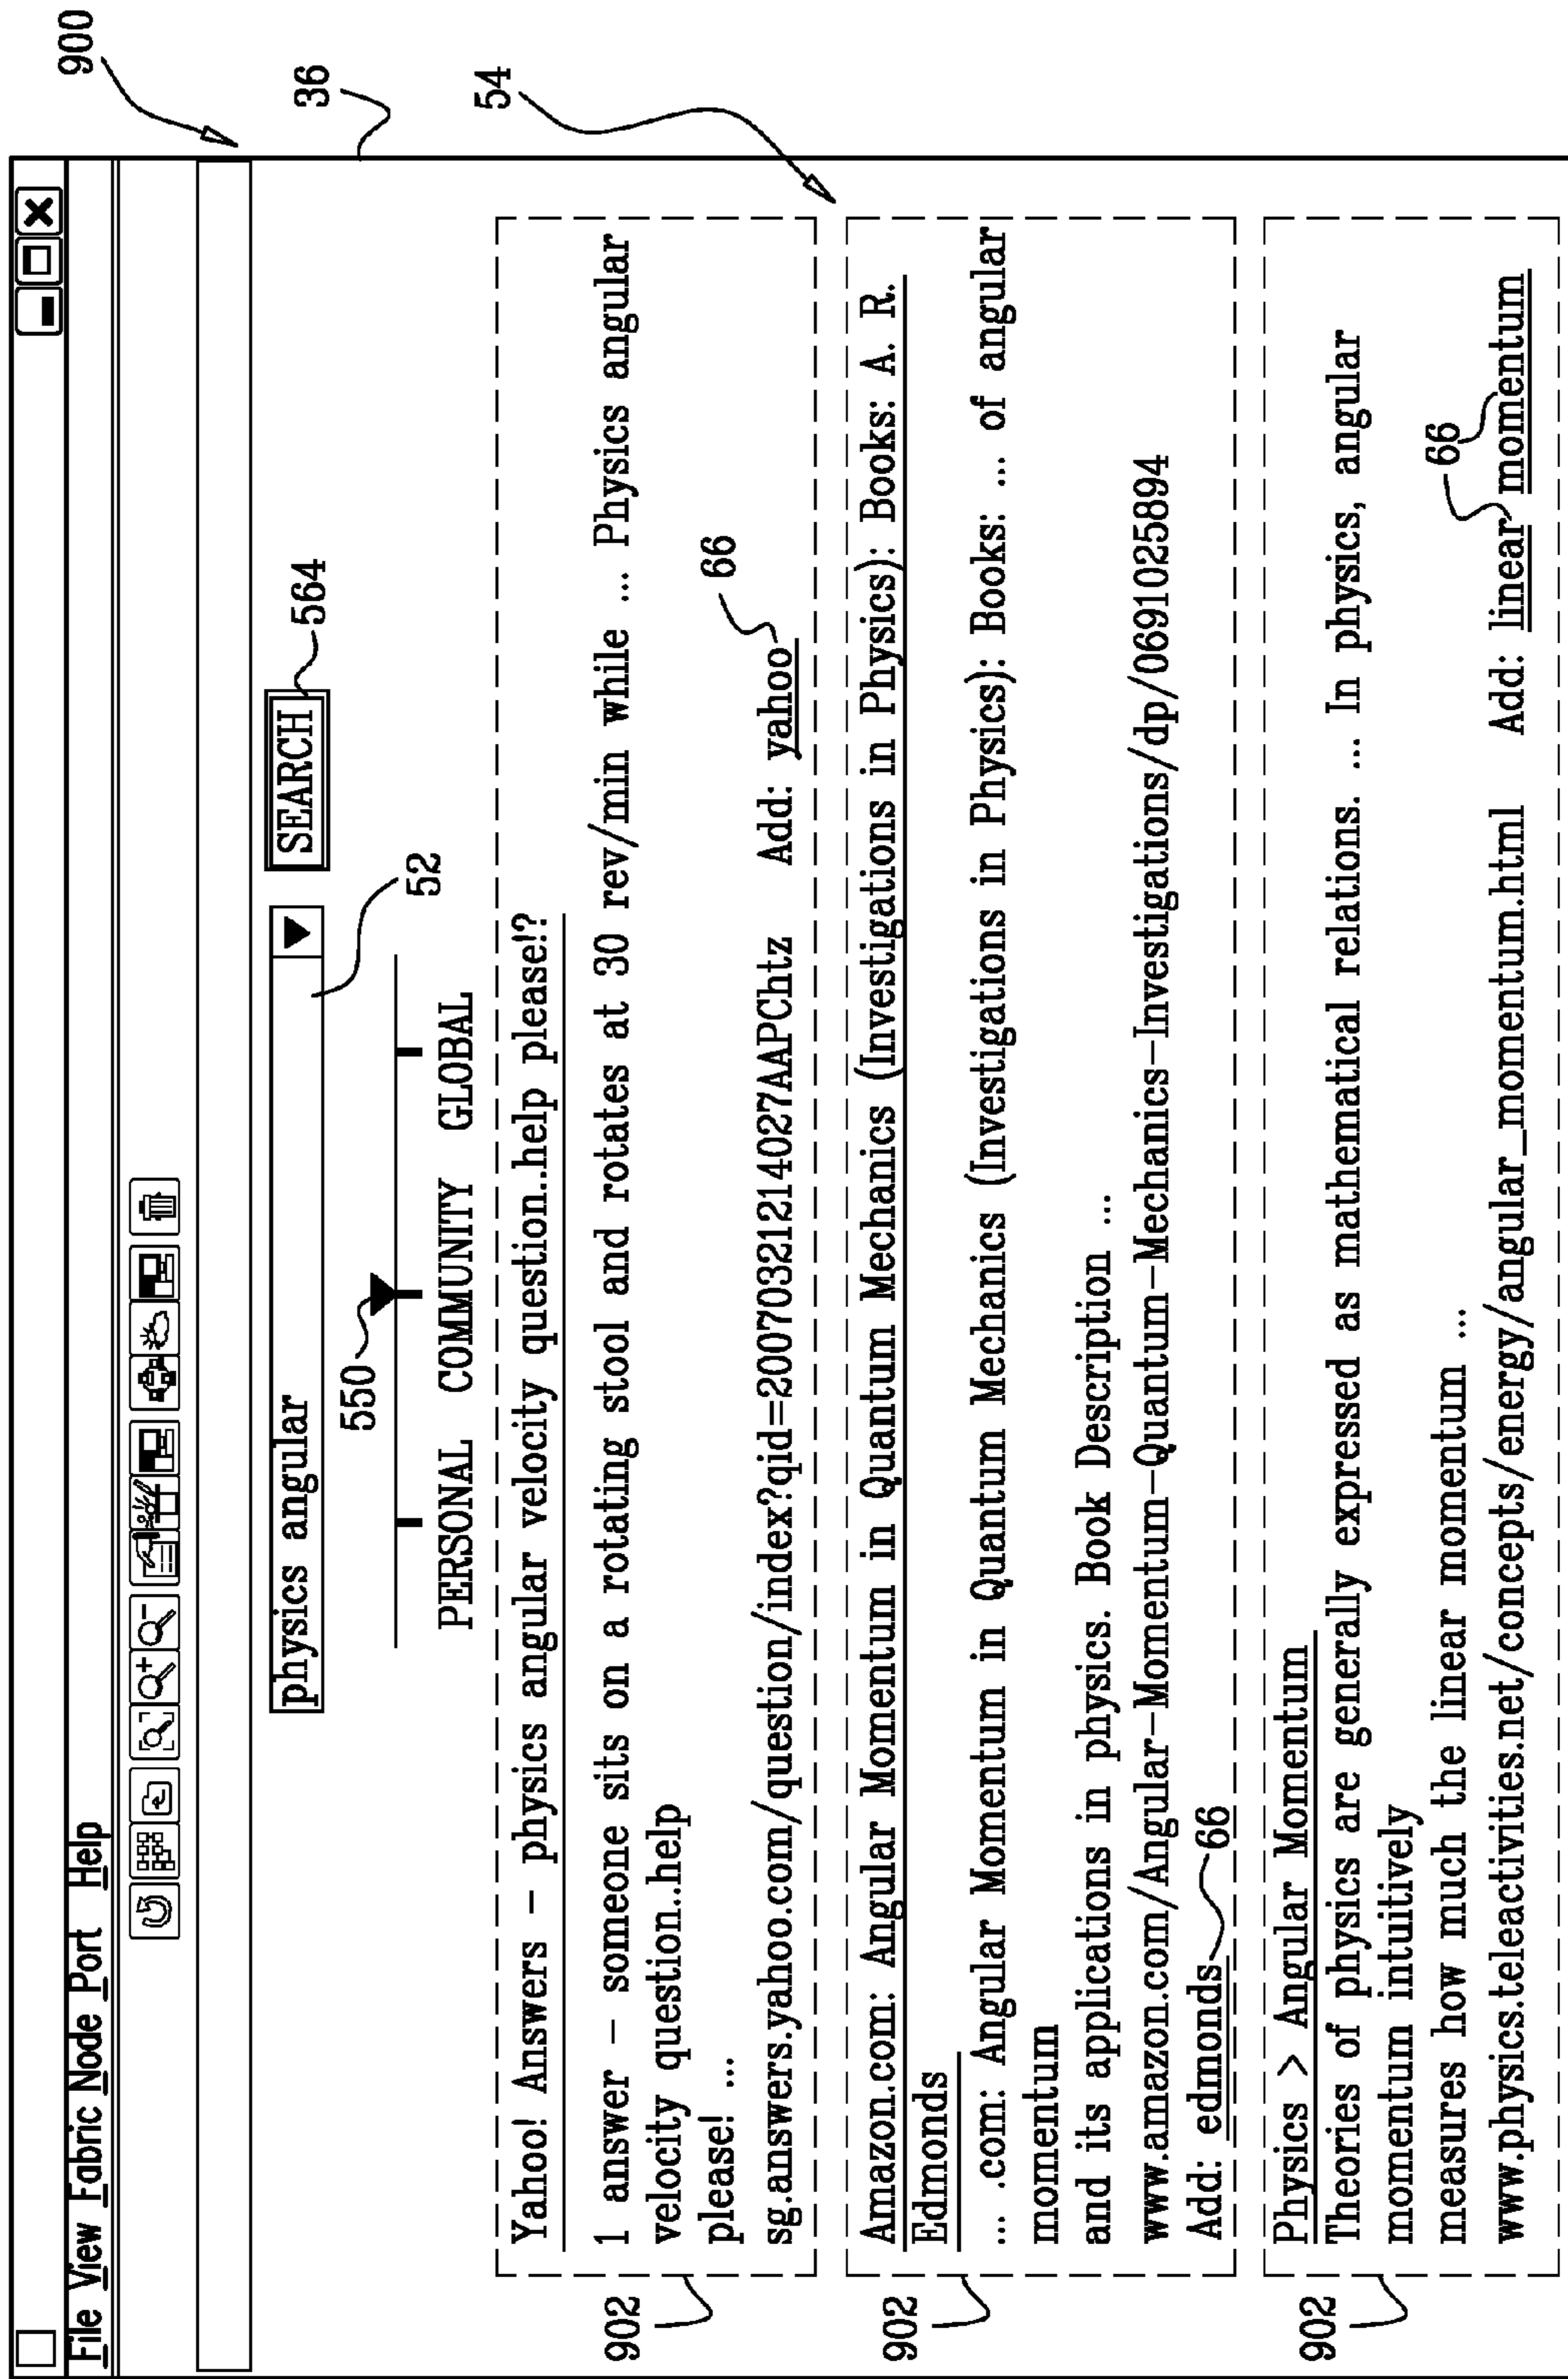 900
File View Fabric Node Port Help
36
physics angular
SEARCH
564
550
52
PERSONAL COMMUNITY GLOBAL
54
902
Yahoo! Answers - physics angular velocity question..help please!?
1 answer - someone sits on a rotating stool and rotates at 30 rev/min while ... Physics angular
velocity question..help
please! ...
66
sg.answers.yahoo.com/question/index?qid=20070321214027AAPChtz Add: yahoo
902
Amazon.com: Angular Momentum in Quantum Mechanics (Investigations in Physics): Books: A. R.
Edmonds
... .com: Angular Momentum in Quantum Mechanics (Investigations in Physics): Books: ... of angular
momentum
and its applications in physics. Book Description ...
www.amazon.com/Angular-Momentum-Quantum-Mechanics-Investigations/dp/0691025894
Add: edmonds
66
902
Physics > Angular Momentum
Theories of physics are generally expressed as mathematical relations. ... In physics, angular
momentum intuitively
measures how much the linear momentum ...
66
www.physics.teleactivities.net/concepts/energy/angular_momentum.html Add: linear momentum